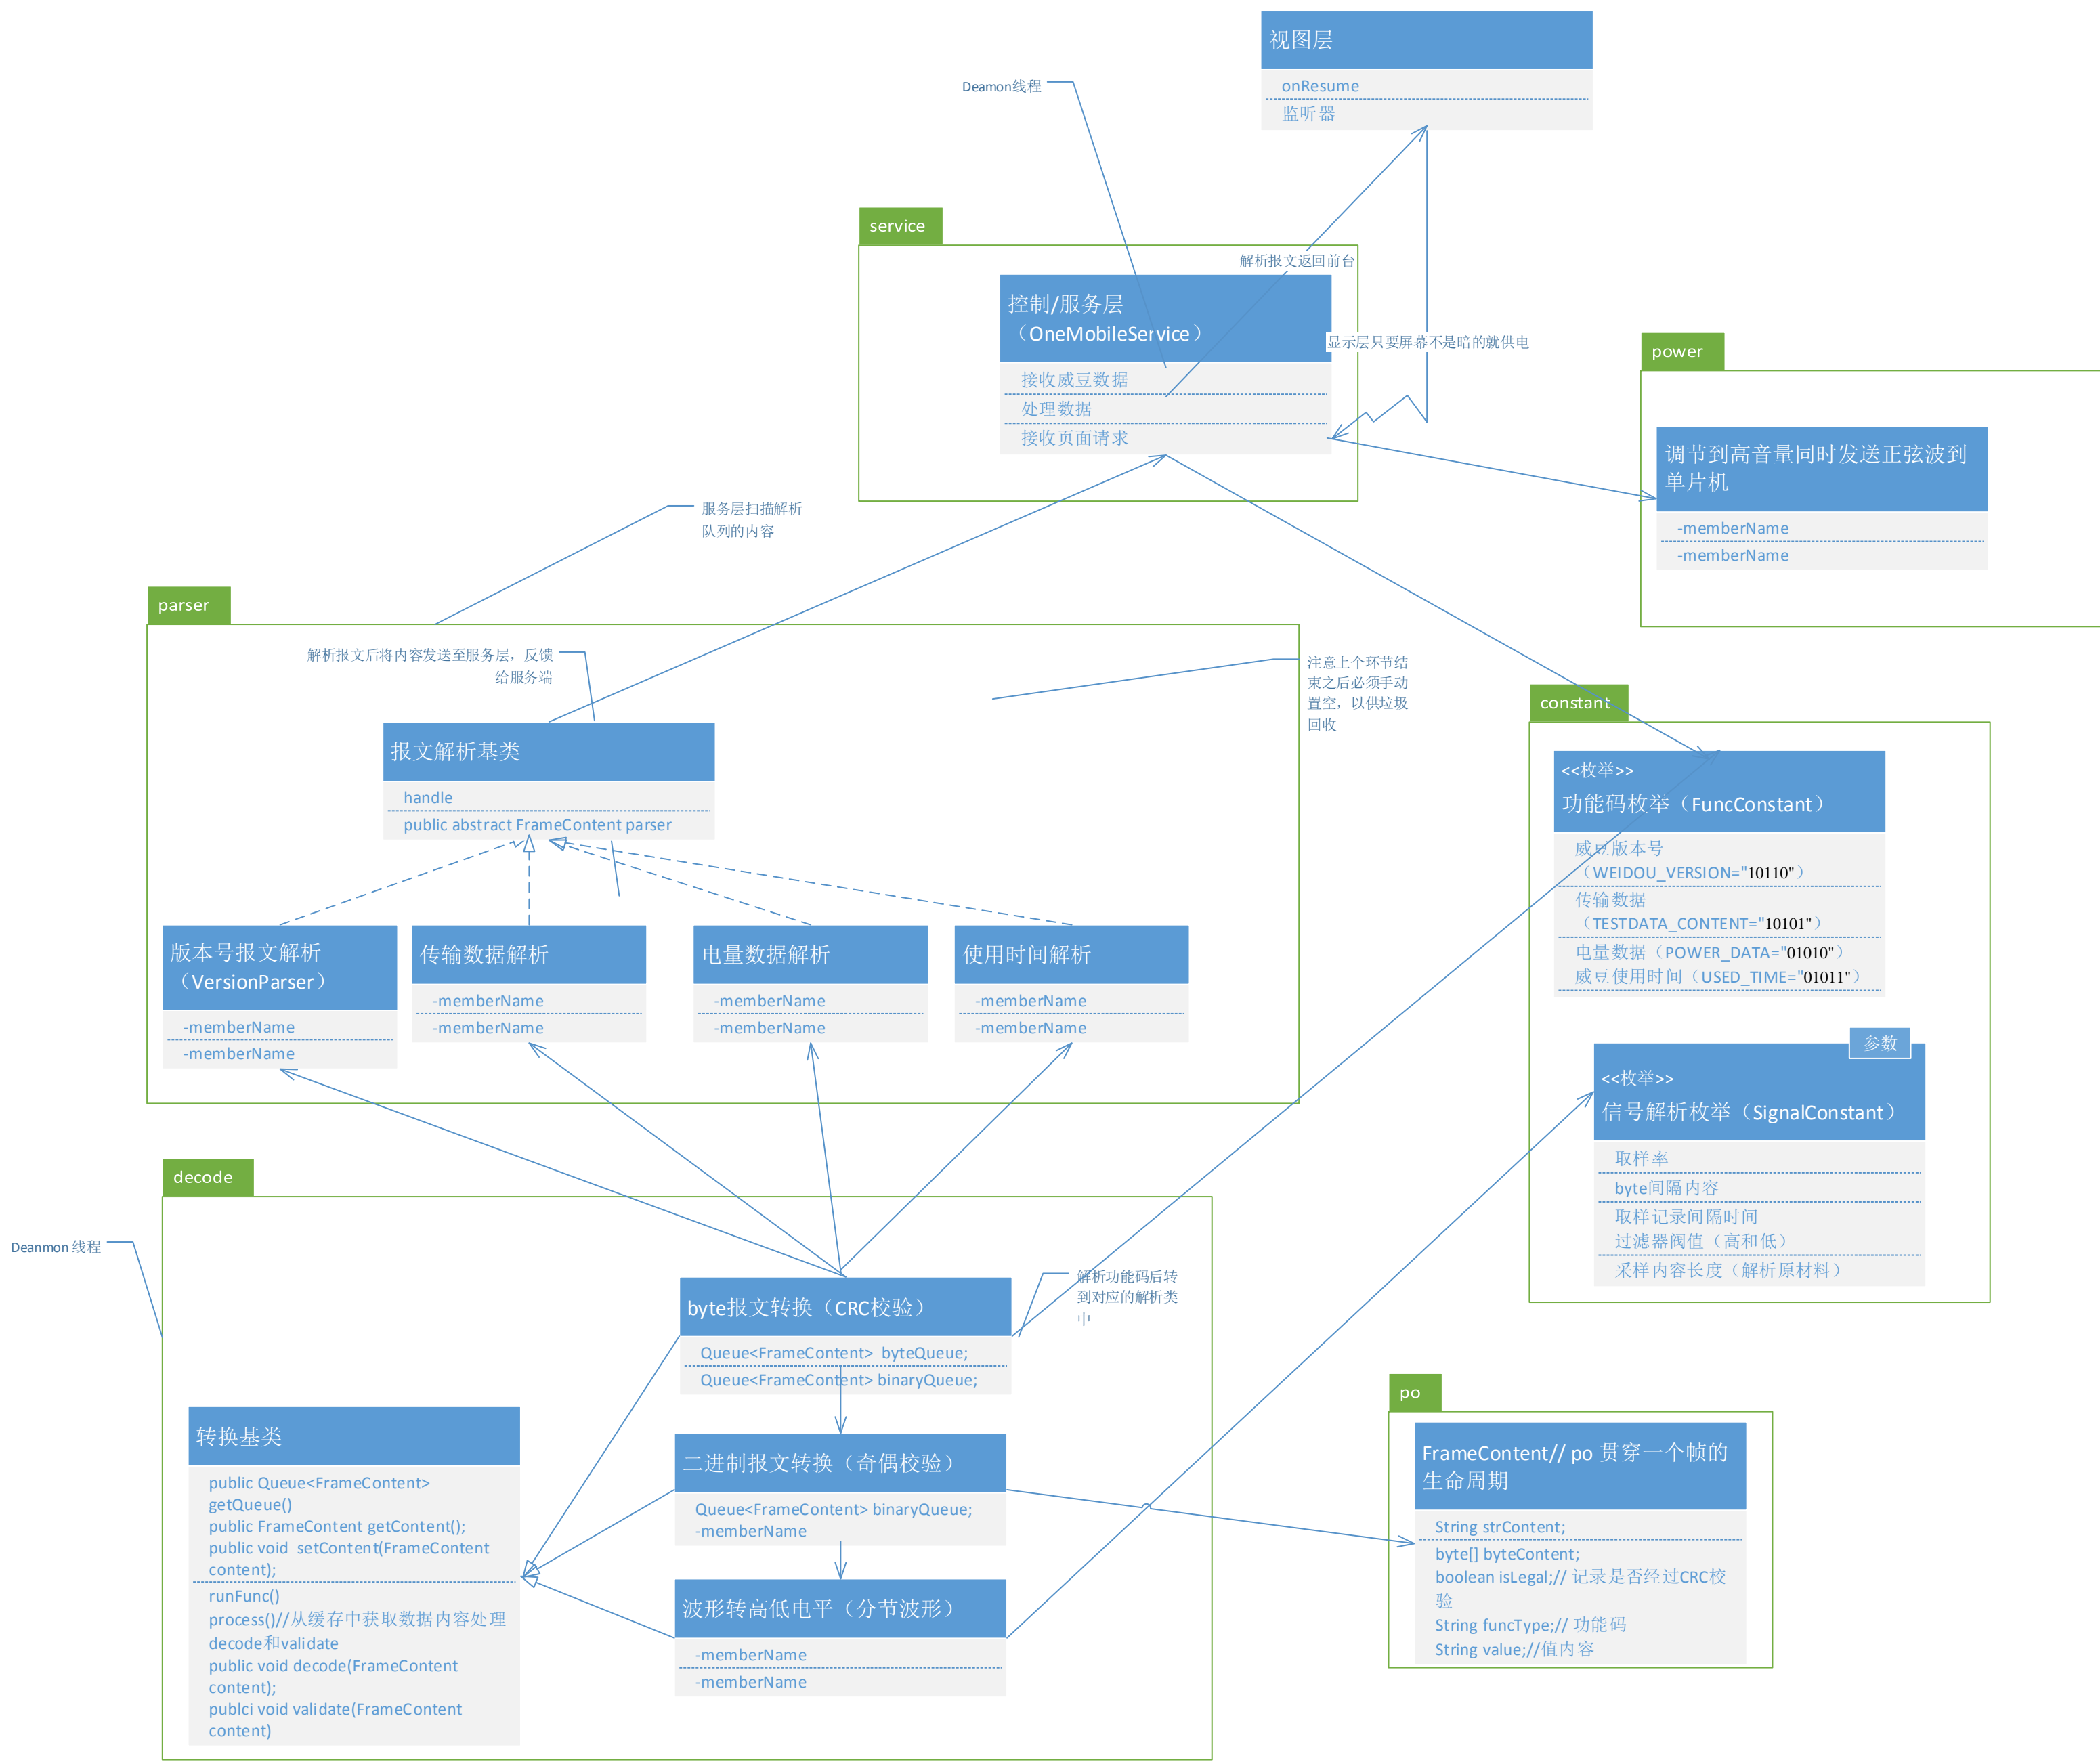 视图层
onResume
监听器
Deamon线程
service
解析报文返回前台
控制/服务层
（OneMobileService）
接收威豆数据
处理数据
接收页面请求
显示层只要屏幕不是暗的就供电
power
调节到高音量同时发送正弦波到
单片机
-memberName
-memberName
服务层扫描解析
队列的内容
parser
解析报文后将内容发送至服务层，反馈
给服务端
注意上个环节结
束之后必须手动
置空，以供垃圾
回收
报文解析基类
handle
public abstract FrameContent parser
版本号报文解析
（VersionParser）
-memberName
-memberName
传输数据解析
-memberName
-memberName
电量数据解析
-memberName
-memberName
使用时间解析
-memberName
-memberName
constant
<<枚举>>
功能码枚举（FuncConstant）
威豆版本号
（WEIDOU_VERSION="10110"）
传输数据
（TESTDATA_CONTENT="10101"）
电量数据（POWER_DATA="01010"）
威豆使用时间（USED_TIME="01011"）
参数
<<枚举>>
信号解析枚举（SignalConstant）
取样率
byte间隔内容
取样记录间隔时间
过滤器阀值（高和低）
采样内容长度（解析原材料）
decode
Deanmon 线程
byte报文转换（CRC校验）
Queue<FrameContent>  byteQueue;
Queue<FrameContent> binaryQueue;
解析功能码后转
到对应的解析类
中
转换基类
public Queue<FrameContent>
getQueue()
public FrameContent getContent();
public void  setContent(FrameContent
content);
runFunc()
process()//从缓存中获取数据内容处理
decode和validate
public void decode(FrameContent
content);
publci void validate(FrameContent
content)
二进制报文转换（奇偶校验）
Queue<FrameContent> binaryQueue;
-memberName
波形转高低电平（分节波形）
-memberName
-memberName
po
FrameContent// po 贯穿一个帧的
生命周期
String strContent;
byte[] byteContent;
boolean isLegal;// 记录是否经过CRC校
验
String funcType;// 功能码
String value;//值内容